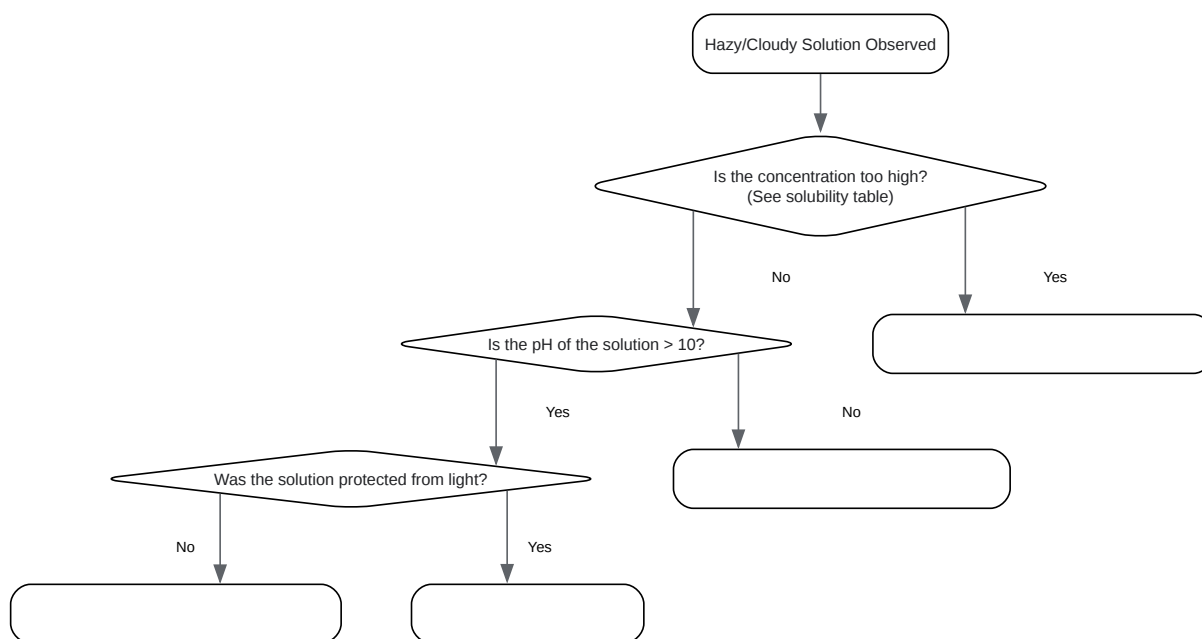 Hazy/Cloudy Solution Observed
Is the concentration too high?
(See solubility table)
No
Yes
Is the pH of the solution > 10?
Yes
No
Was the solution protected from light?
No
Yes